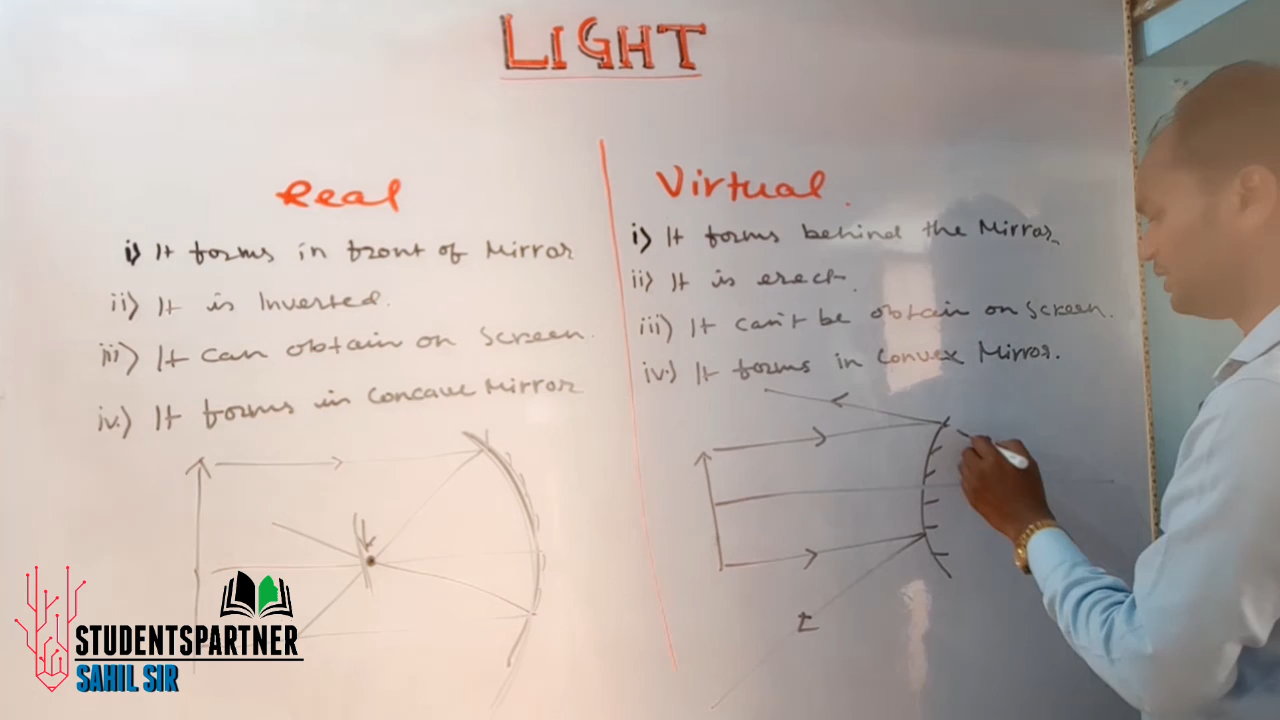 LIGHT
Real
i) It forms in front of Mirror
ii) It is Inverted.
iii) It can obtain on Screen.
iv.) It forms in Concave Mirror
Virtual.
i) It forms behind the Mirror.
ii) It is erect.
iii) It can't be obtain on Screen.
iv.) It forms in Convex Mirror.
STUDENTSPARTNER
SAHIL SIR